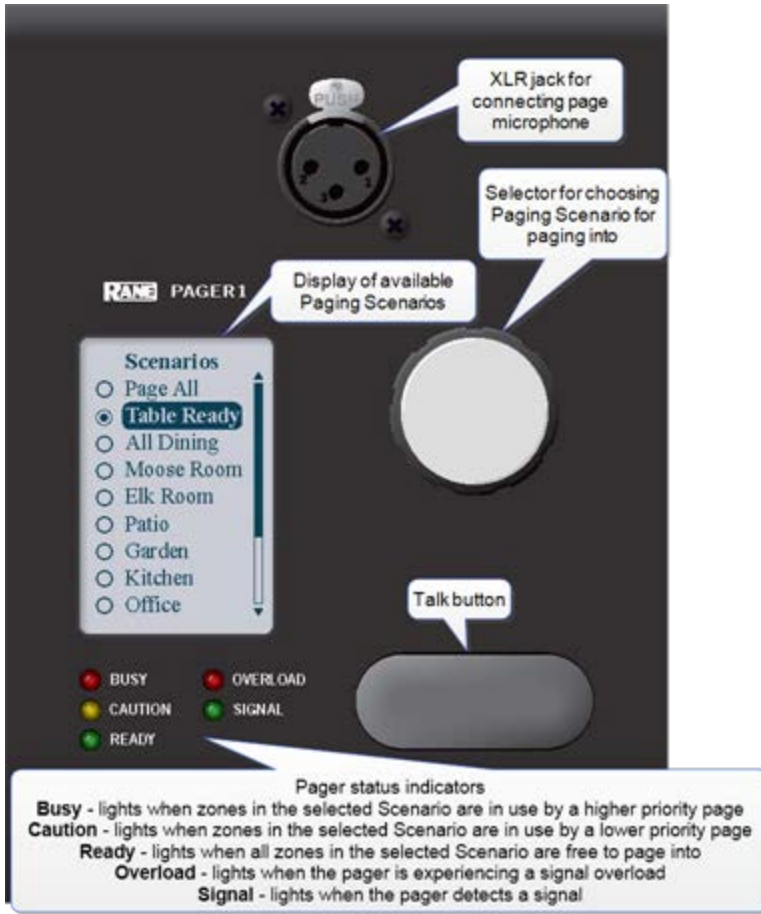 PUSH
2
1
3
XLR jack for
connecting page
microphone
Selector for choosing
Paging Scenario for
paging into
Display of available
Paging Scenarios
RANE PAGER1
Scenarios
Page All
Table Ready
All Dining
Moose Room
Elk Room
Patio
Garden
Kitchen
Office
Talk button
BUSY OVERLOAD
CAUTION SIGNAL
READY
Pager status indicators
Busy - lights when zones in the selected Scenario are in use by a higher priority page
Caution - lights when zones in the selected Scenario are in use by a lower priority page
Ready - lights when all zones in the selected Scenario are free to page into
Overload - lights when the pager is experiencing a signal overload
Signal - lights when the pager detects a signal